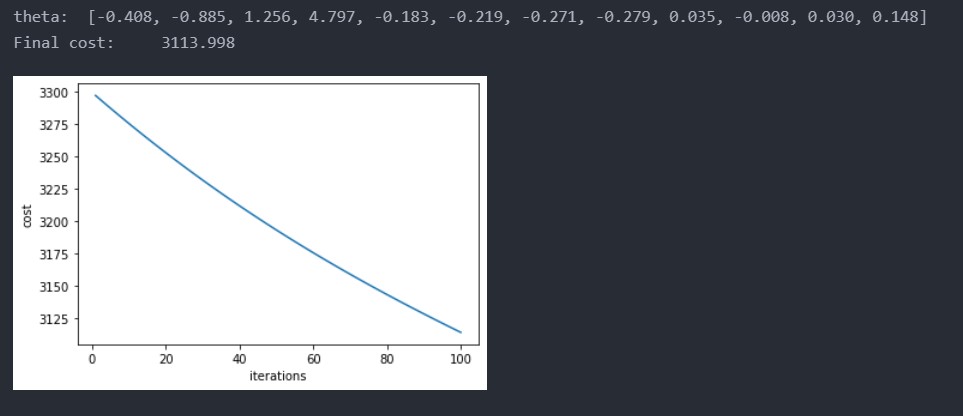 theta:  [-0.408, -0.885, 1.256, 4.797, -0.183, -0.219, -0.271, -0.279, 0.035, -0.008, 0.030, 0.148]
Final cost:     3113.998
3300
3275
3250
3225
3200
3175
3150
3125
cost
0 20 40 60 80 100
iterations